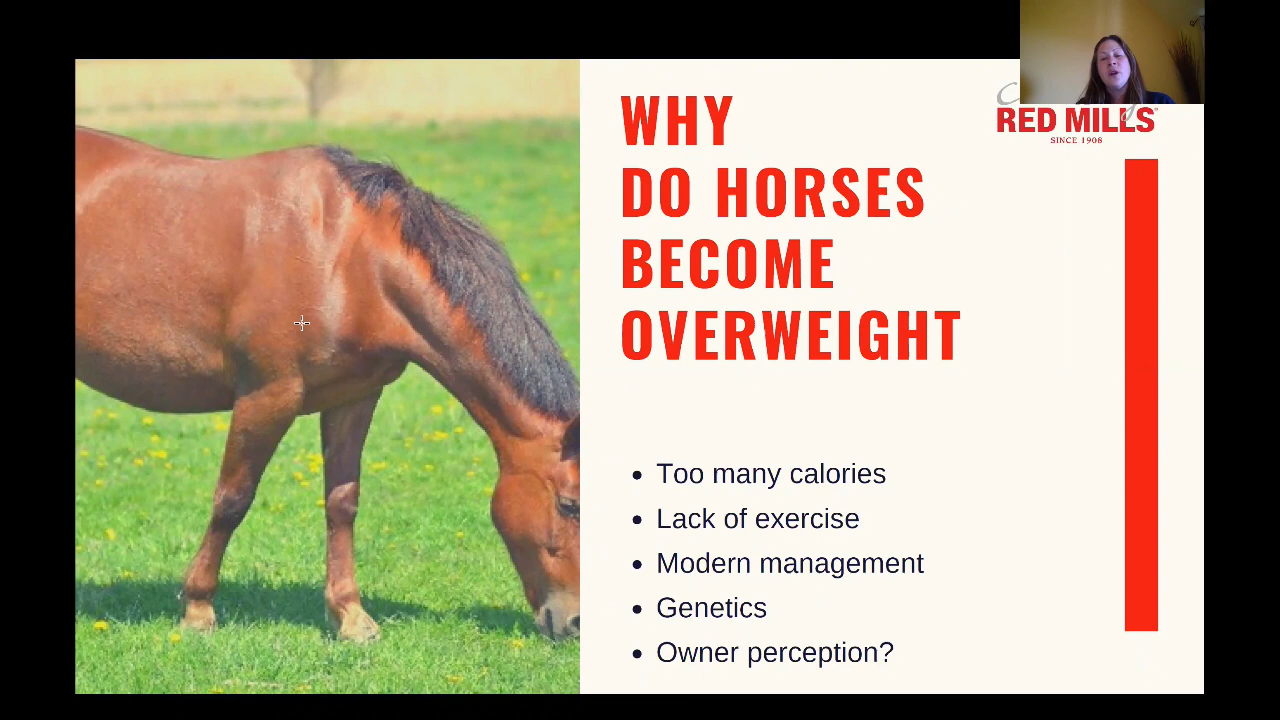 WHY
DO HORSES
BECOME
OVERWEIGHT
RED MILLS
SINCE 1908
• Too many calories
• Lack of exercise
• Modern management
• Genetics
• Owner perception?